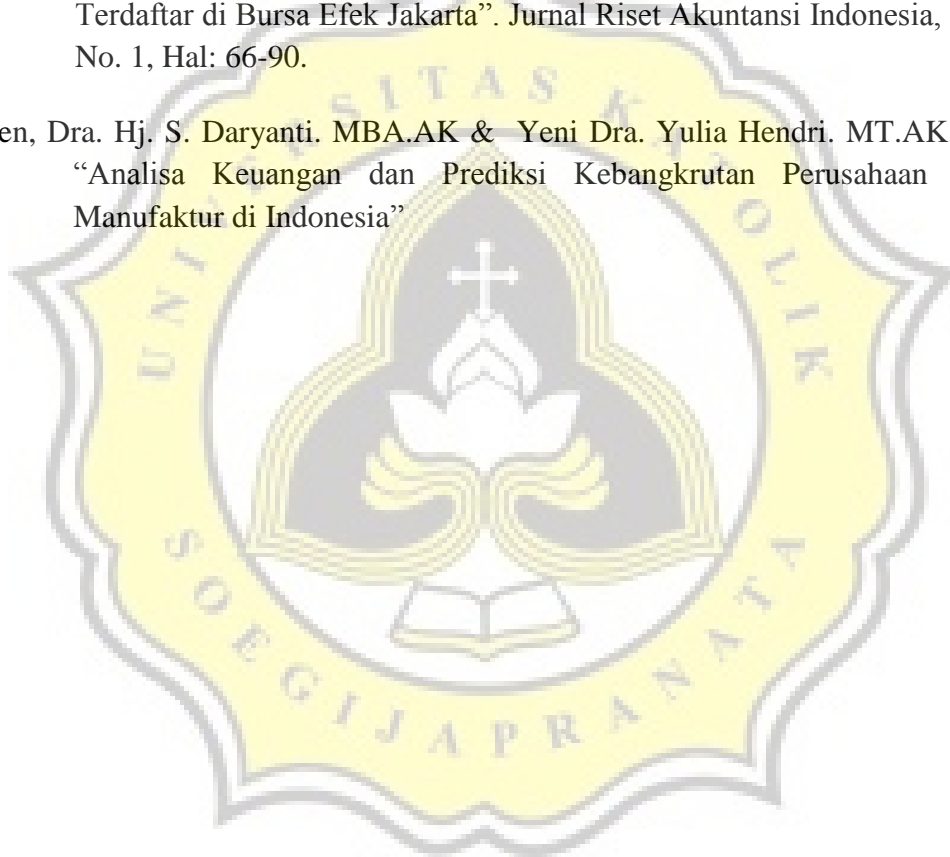 Terdaftar di Bursa Efek Jakarta”. Jurnal Riset Akuntansi Indonesia,
No. 1, Hal: 66-90.
en, Dra. Hj. S. Daryanti. MBA.AK & Yeni Dra. Yulia Hendri. MT.AK
“Analisa Keuangan dan Prediksi Kebangkrutan Perusahaan
Manufaktur di Indonesia”
UNIVERSITAS KATOLIK
SOEGIJAPRANATA